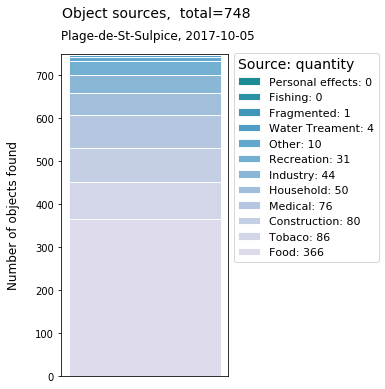 Object sources,  total=748
Plage-de-St-Sulpice, 2017-10-05
Number of objects found
700
600
500
400
300
200
100
0
Source: quantity
Personal effects: 0
Fishing: 0
Fragmented: 1
Water Treament: 4
Other: 10
Recreation: 31
Industry: 44
Household: 50
Medical: 76
Construction: 80
Tobaco: 86
Food: 366